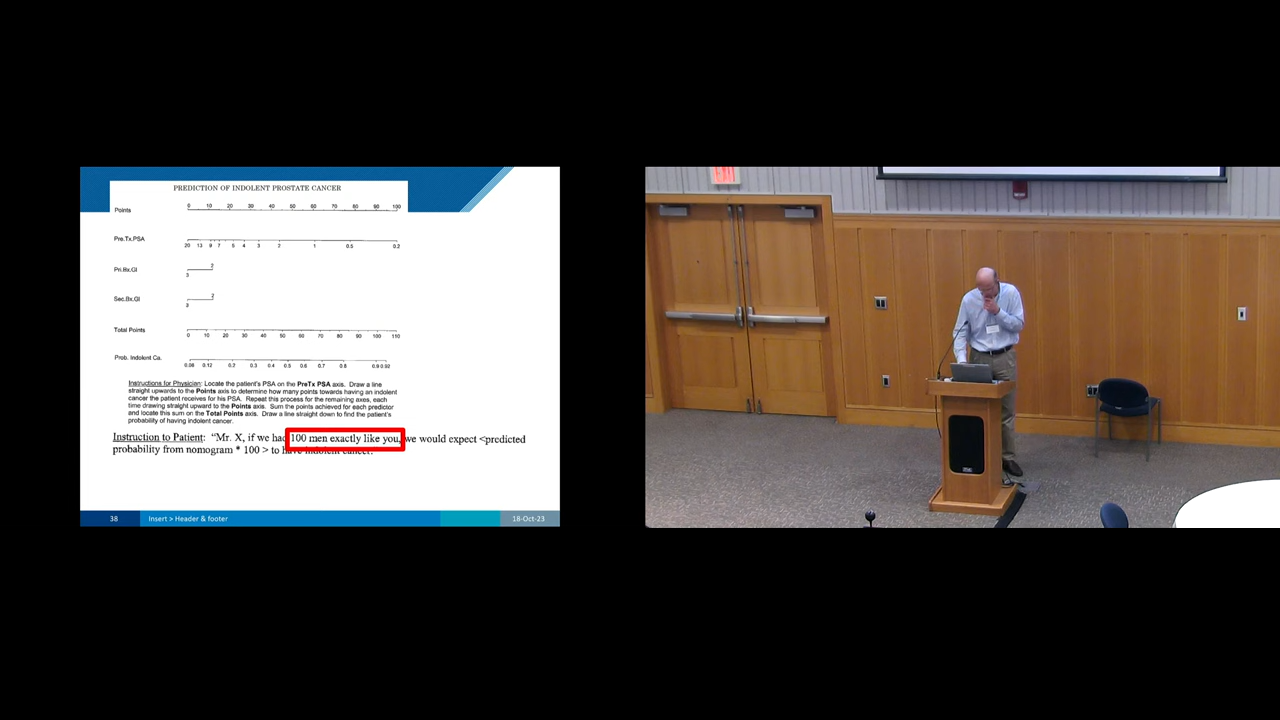 PREDICTION OF INDOLENT PROSTATE CANCER
Points 0 10 20 30 40 50 60 70 80 90 100
Pre.Tx.PSA
20 13 9 7 5 4 3 2 1 0.5 0.2
Pri.Bx.Gl 2
3
Sec.Bx.Gl 2
3
Total Points
0 10 20 30 40 50 60 70 80 90 100 110
Prob. Indolent Ca.
0.08 0.12 0.2 0.3 0.4 0.5 0.6 0.7 0.8 0.9 0.92
Instructions for Physician: Locate the patient's PSA on the PreTx PSA axis. Draw a line
straight upwards to the Points axis to determine how many points towards having an indolent
cancer the patient receives for his PSA. Repeat this process for the remaining axes, each
time drawing straight upward to the Points axis. Sum the points achieved for each predictor
and locate this sum on the Total Points axis. Draw a line straight down to find the patient's
probability of having indolent cancer.
Instruction to Patient: “Mr. X, if we had 100 men exactly like you, we would expect <predicted
probability from nomogram * 100 > to have indolent cancer.
38 Insert > Header & footer 18-Oct-23
EXIT